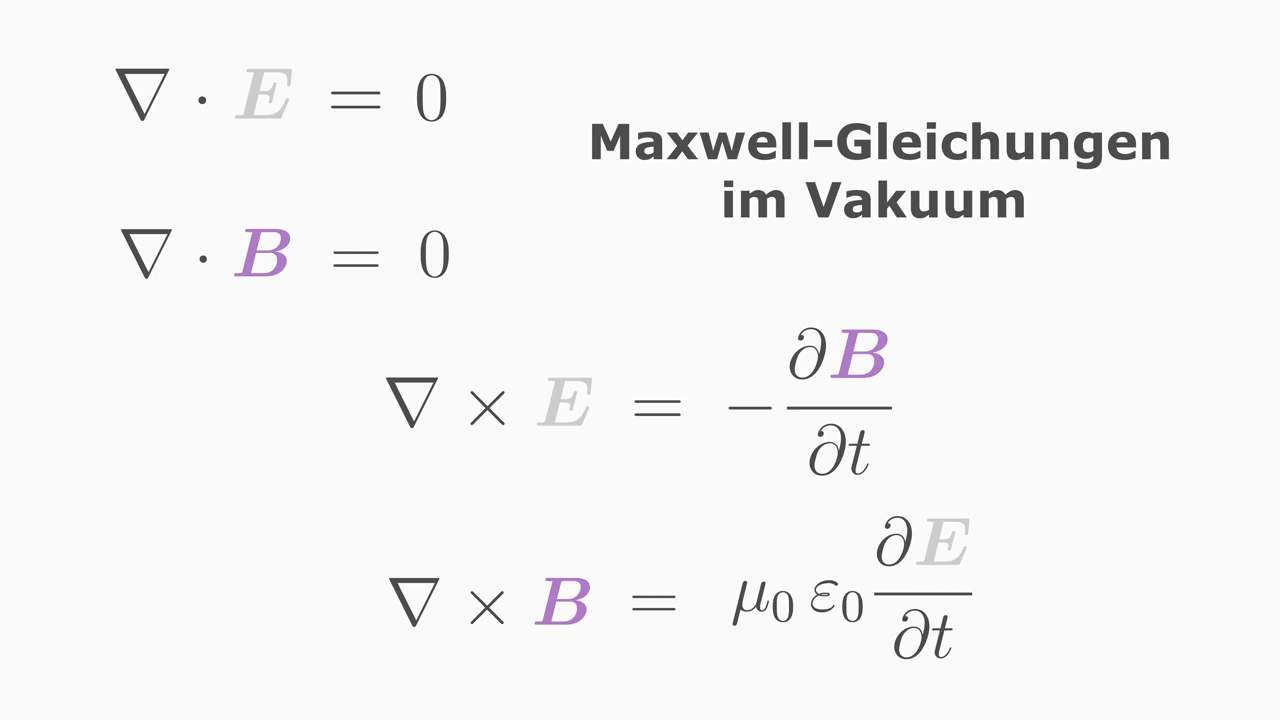 ∇ · E = 0
Maxwell-Gleichungen
im Vakuum
∇ · B = 0
∇ × E = −∂B/∂t
∇ × B = μ₀ ε₀ ∂E/∂t